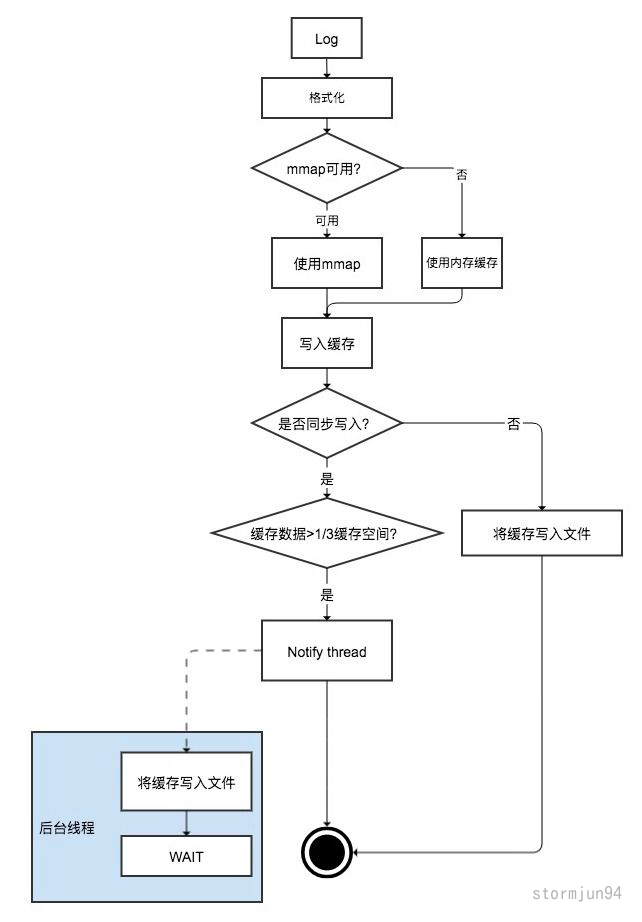 Log
格式化
mmap可用?
否
可用
使用mmap
使用内存缓存
写入缓存
是否同步写入?
否
是
缓存数据>1/3缓存空间?
将缓存写入文件
是
Notify thread
将缓存写入文件
后台线程
WAIT
stormjun94